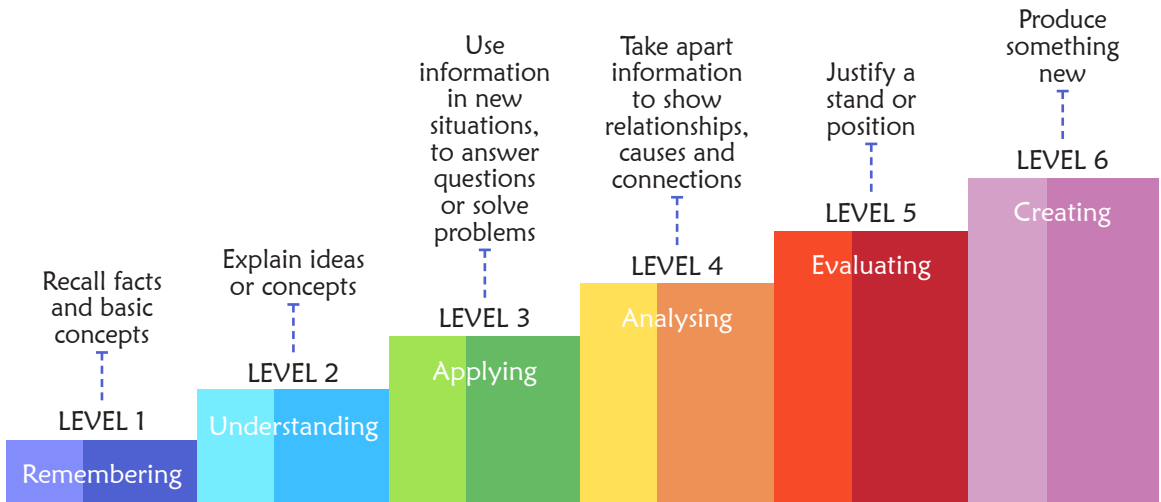 Recall facts
and basic
concepts
LEVEL 1
Remembering
Explain ideas
or concepts
LEVEL 2
Understanding
Use
information
in new
situations,
to answer
questions
or solve
problems
LEVEL 3
Applying
Take apart
information
to show
relationships,
causes and
connections
LEVEL 4
Analysing
Justify a
stand or
position
LEVEL 5
Evaluating
Produce
something
new
LEVEL 6
Creating